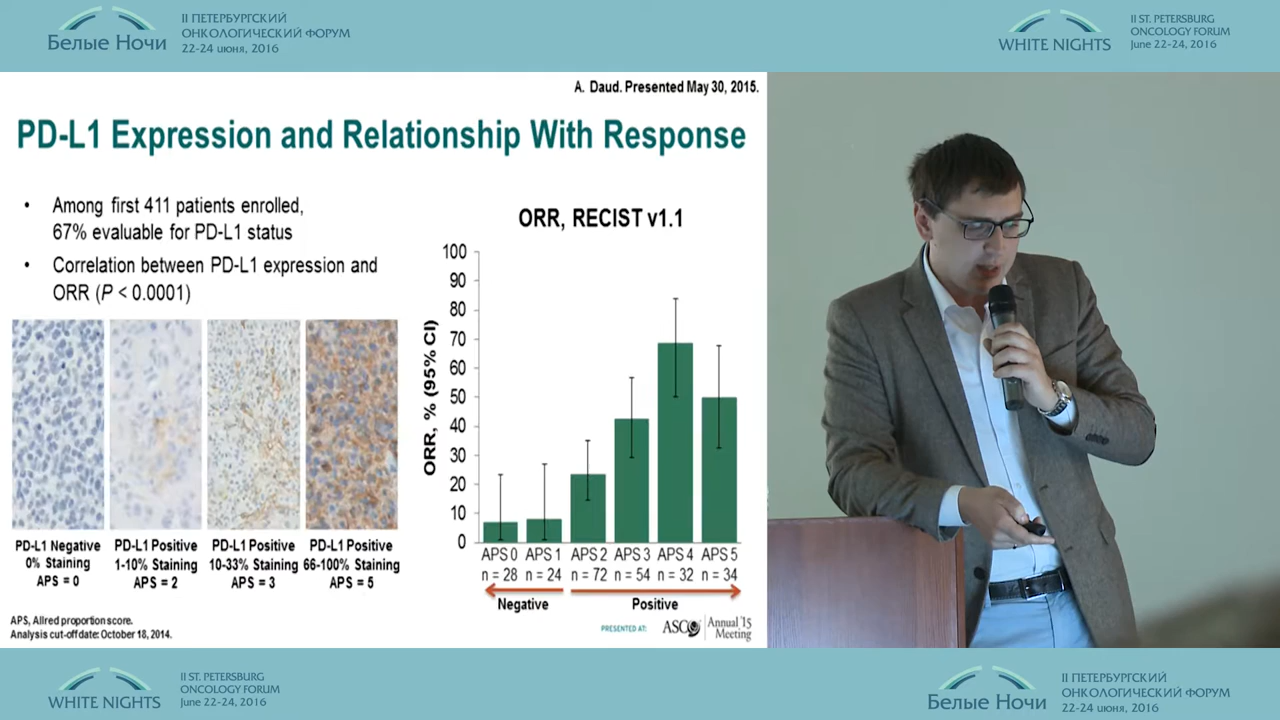 Белые Ночи
II ПЕТЕРБУРГСКИЙ
ОНКОЛОГИЧЕСКИЙ ФОРУМ
22-24 июня, 2016
WHITE NIGHTS
II ST. PETERSBURG
ONCOLOGY FORUM
June 22-24, 2016
A. Daud. Presented May 30, 2015.
PD-L1 Expression and Relationship With Response
• Among first 411 patients enrolled,
67% evaluable for PD-L1 status
• Correlation between PD-L1 expression and
ORR (P < 0.0001)
PD-L1 Negative
0% Staining
APS = 0
PD-L1 Positive
1-10% Staining
APS = 2
PD-L1 Positive
10-33% Staining
APS = 3
PD-L1 Positive
66-100% Staining
APS = 5
ORR, RECIST v1.1
ORR, % (95% CI)
100
90
80
70
60
50
40
30
20
10
0
APS 0 APS 1 APS 2 APS 3 APS 4 APS 5
n = 28 n = 24 n = 72 n = 54 n = 32 n = 34
Negative Positive
APS, Allred proportion score.
Analysis cut-off date: October 18, 2014.
PRESENTED AT:
ASCO
Annual '15
Meeting
WHITE NIGHTS
II ST. PETERSBURG
ONCOLOGY FORUM
June 22-24, 2016
Белые Ночи
II ПЕТЕРБУРГСКИЙ
ОНКОЛОГИЧЕСКИЙ ФОРУМ
22-24 июня, 2016